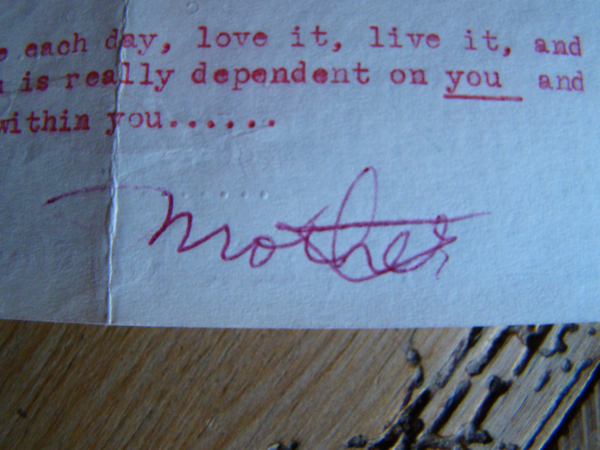 each day, love it, live it, and
is really dependent on you and
within you......
Mother